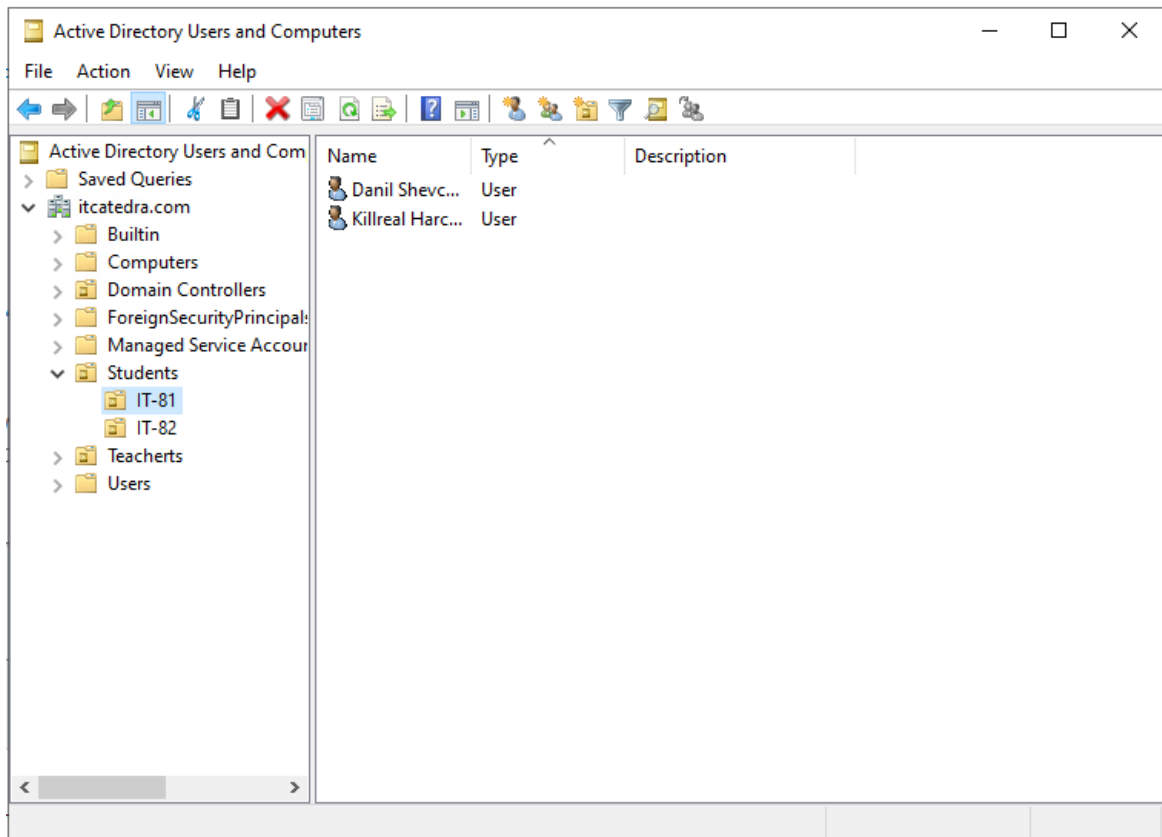 Active Directory Users and Computers
File Action View Help
Active Directory Users and Com
Saved Queries
itcatedra.com
Builtin
Computers
Domain Controllers
ForeignSecurityPrincipals
Managed Service Accour
Students
IT-81
IT-82
Teacherts
Users
Name Type Description
Danil Shevc... User
Killreal Harc... User